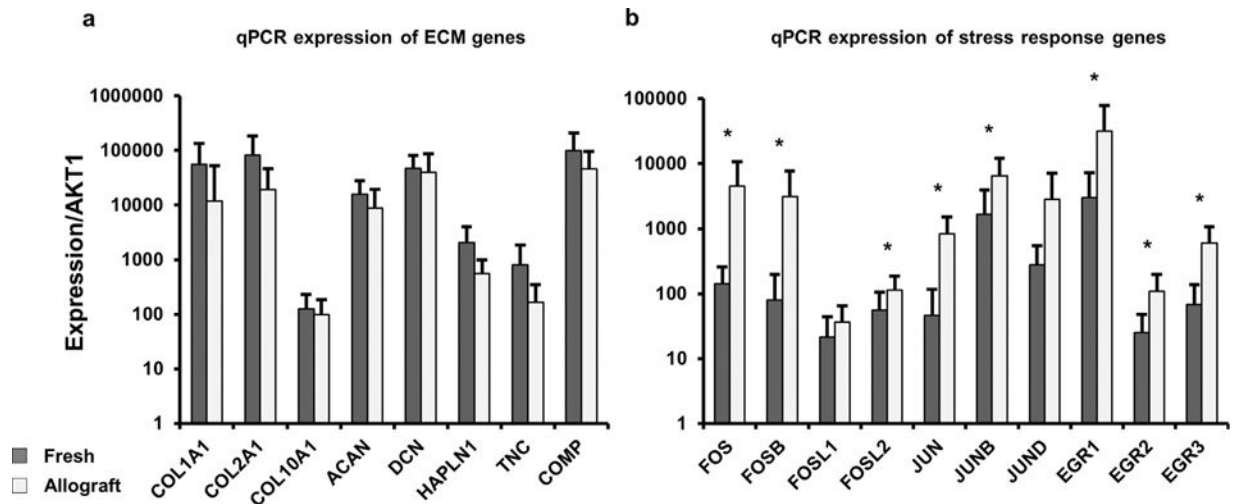 a
qPCR expression of ECM genes
Expression/AKT1
1000000
100000
10000
1000
100
10
1
COL1A1
COL2A1
COL10A1
ACAN
DCN
HAPLN1
TNC
COMP
Fresh
Allograft
b
qPCR expression of stress response genes
100000
10000
1000
100
10
1
*
*
*
*
*
*
*
*
FOS
FOSB
FOSL1
FOSL2
JUN
JUNB
JUND
EGR1
EGR2
EGR3